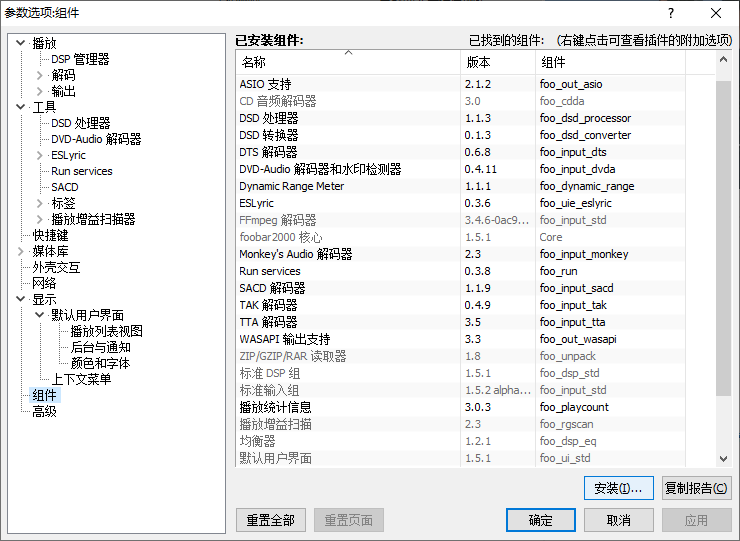 参数选项:组件
播放
DSP 管理器
解码
输出
工具
DSD 处理器
DVD-Audio 解码器
ESLyric
Run services
SACD
标签
播放增益扫描器
快捷键
媒体库
外壳交互
网络
显示
默认用户界面
播放列表视图
后台与通知
颜色和字体
上下文菜单
组件
高级
已安装组件: 已找到的组件: (右键点击可查看插件的附加选项)
名称 版本 组件
ASIO 支持 2.1.2 foo_out_asio
CD 音频解码器 3.0 foo_cdda
DSD 处理器 1.1.3 foo_dsd_processor
DSD 转换器 0.1.3 foo_dsd_converter
DTS 解码器 0.6.8 foo_input_dts
DVD-Audio 解码器和水印检测器 0.4.11 foo_input_dvda
Dynamic Range Meter 1.1.1 foo_dynamic_range
ESLyric 0.3.6 foo_uie_eslyric
FFmpeg 解码器 3.4.6-0ac9... foo_input_std
foobar2000 核心 1.5.1 Core
Monkey's Audio 解码器 2.3 foo_input_monkey
Run services 0.3.8 foo_run
SACD 解码器 1.1.9 foo_input_sacd
TAK 解码器 0.4.9 foo_input_tak
TTA 解码器 3.5 foo_input_tta
WASAPI 输出支持 3.3 foo_out_wasapi
ZIP/GZIP/RAR 读取器 1.8 foo_unpack
标准 DSP 组 1.5.1 foo_dsp_std
标准输入组 1.5.2 alpha... foo_input_std
播放统计信息 3.0.3 foo_playcount
播放增益扫描 2.3 foo_rgscan
均衡器 1.2.1 foo_dsp_eq
默认用户界面 1.5.1 foo_ui_std
安装(I)... 复制报告(C)
重置全部 重置页面 确定 取消 应用